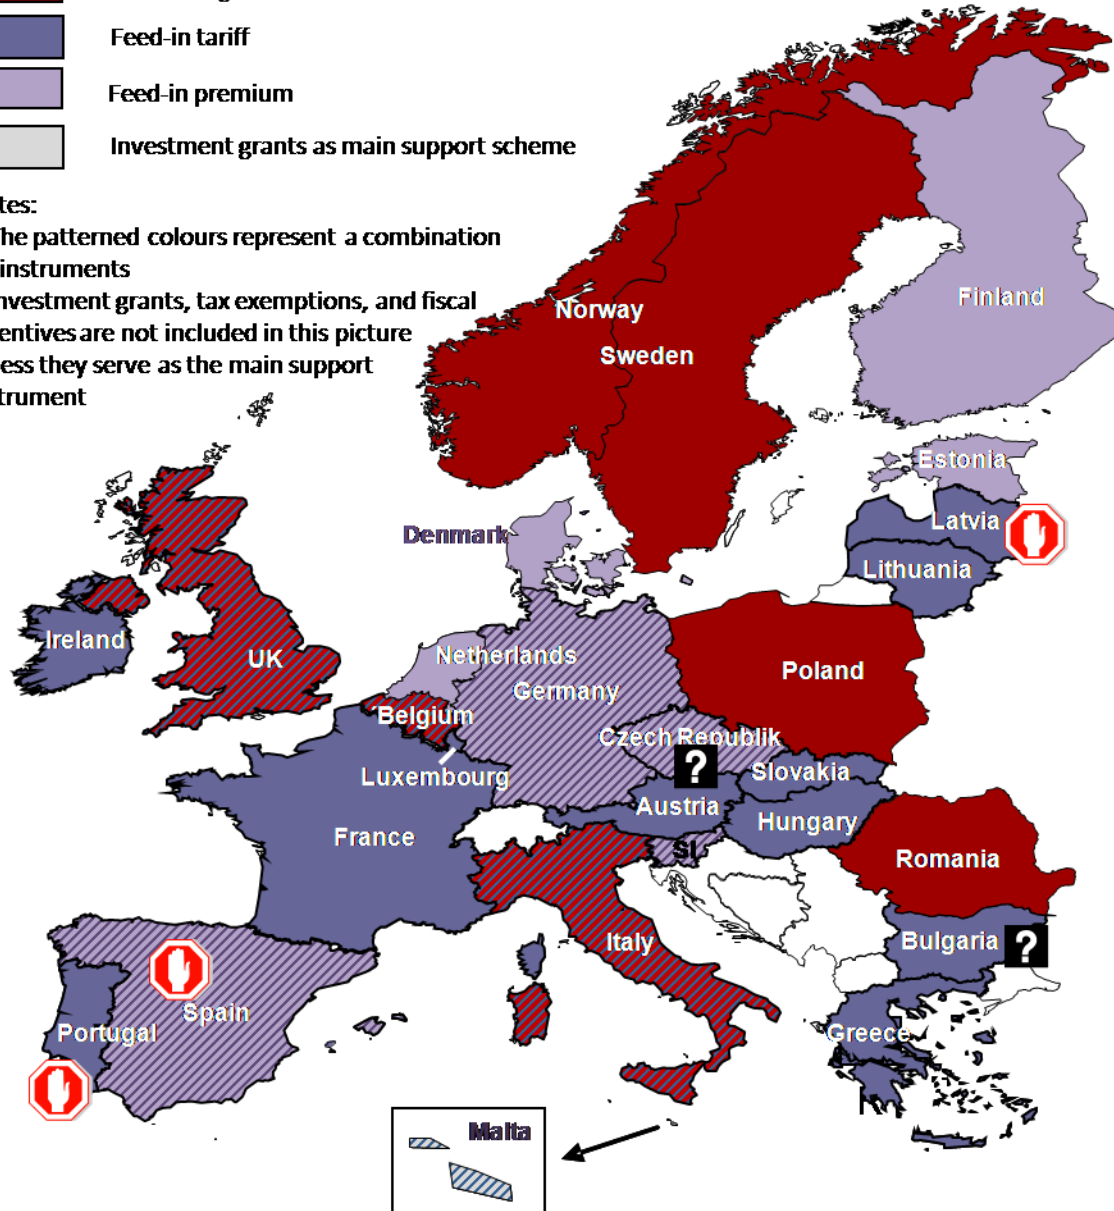 Feed-in tariff
Feed-in premium
Investment grants as main support scheme
tes:
he patterned colours represent a combination
instruments
nvestment grants, tax exemptions, and fiscal
entives are not included in this picture
ess they serve as the main support
trument
Norway
Finland
Sweden
Estonia
Denmark
Latvia
Lithuania
Ireland
UK
Netherlands
Poland
Germany
Belgium
Czech Republik
?
Luxembourg
Slovakia
Austria
Hungary
France
SI
Romania
Italy
Bulgaria
?
Spain
Portugal
Greece
Malta